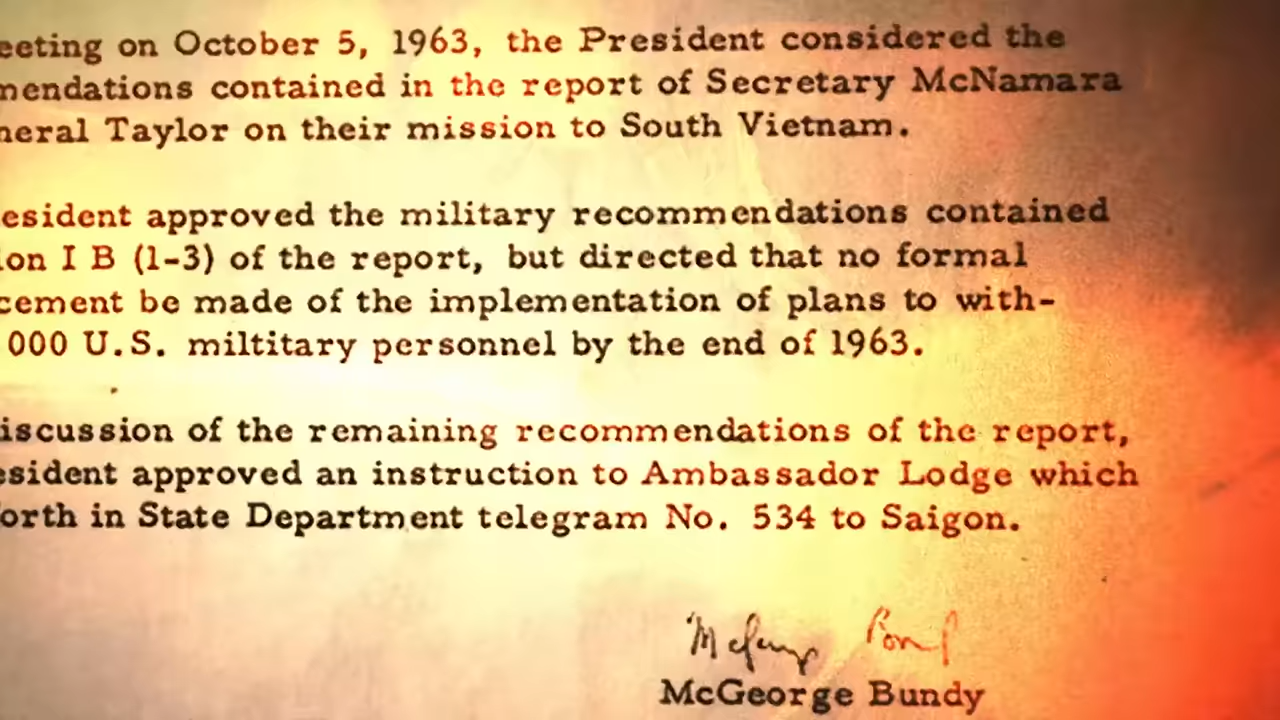 eeting on October 5, 1963, the President considered the
mendations contained in the report of Secretary McNamara
neral Taylor on their mission to South Vietnam.
esident approved the military recommendations contained
ion I B (1-3) of the report, but directed that no formal
cement be made of the implementation of plans to with-
000 U.S. miltitary personnel by the end of 1963.
iscussion of the remaining recommendations of the report,
esident approved an instruction to Ambassador Lodge which
orth in State Department telegram No. 534 to Saigon.
McGeorge Bundy